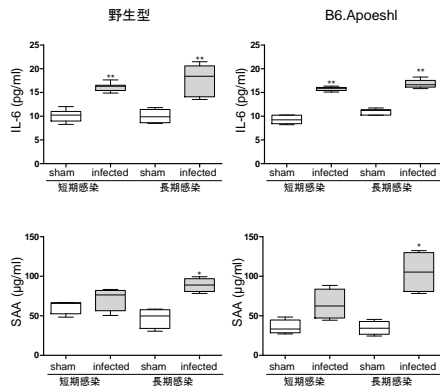 野生型 B6.Apoeshl
25 25
20 20
15 15
10 10
5 5
0 0
IL-6 (pg/ml) IL-6 (pg/ml)
** ** ** **
sham infected sham infected sham infected sham infected
短期感染 長期感染 短期感染 長期感染
150 150
100 100
50 50
0 0
SAA (μg/ml) SAA (μg/ml)
* *
sham infected sham infected sham infected sham infected
短期感染 長期感染 短期感染 長期感染